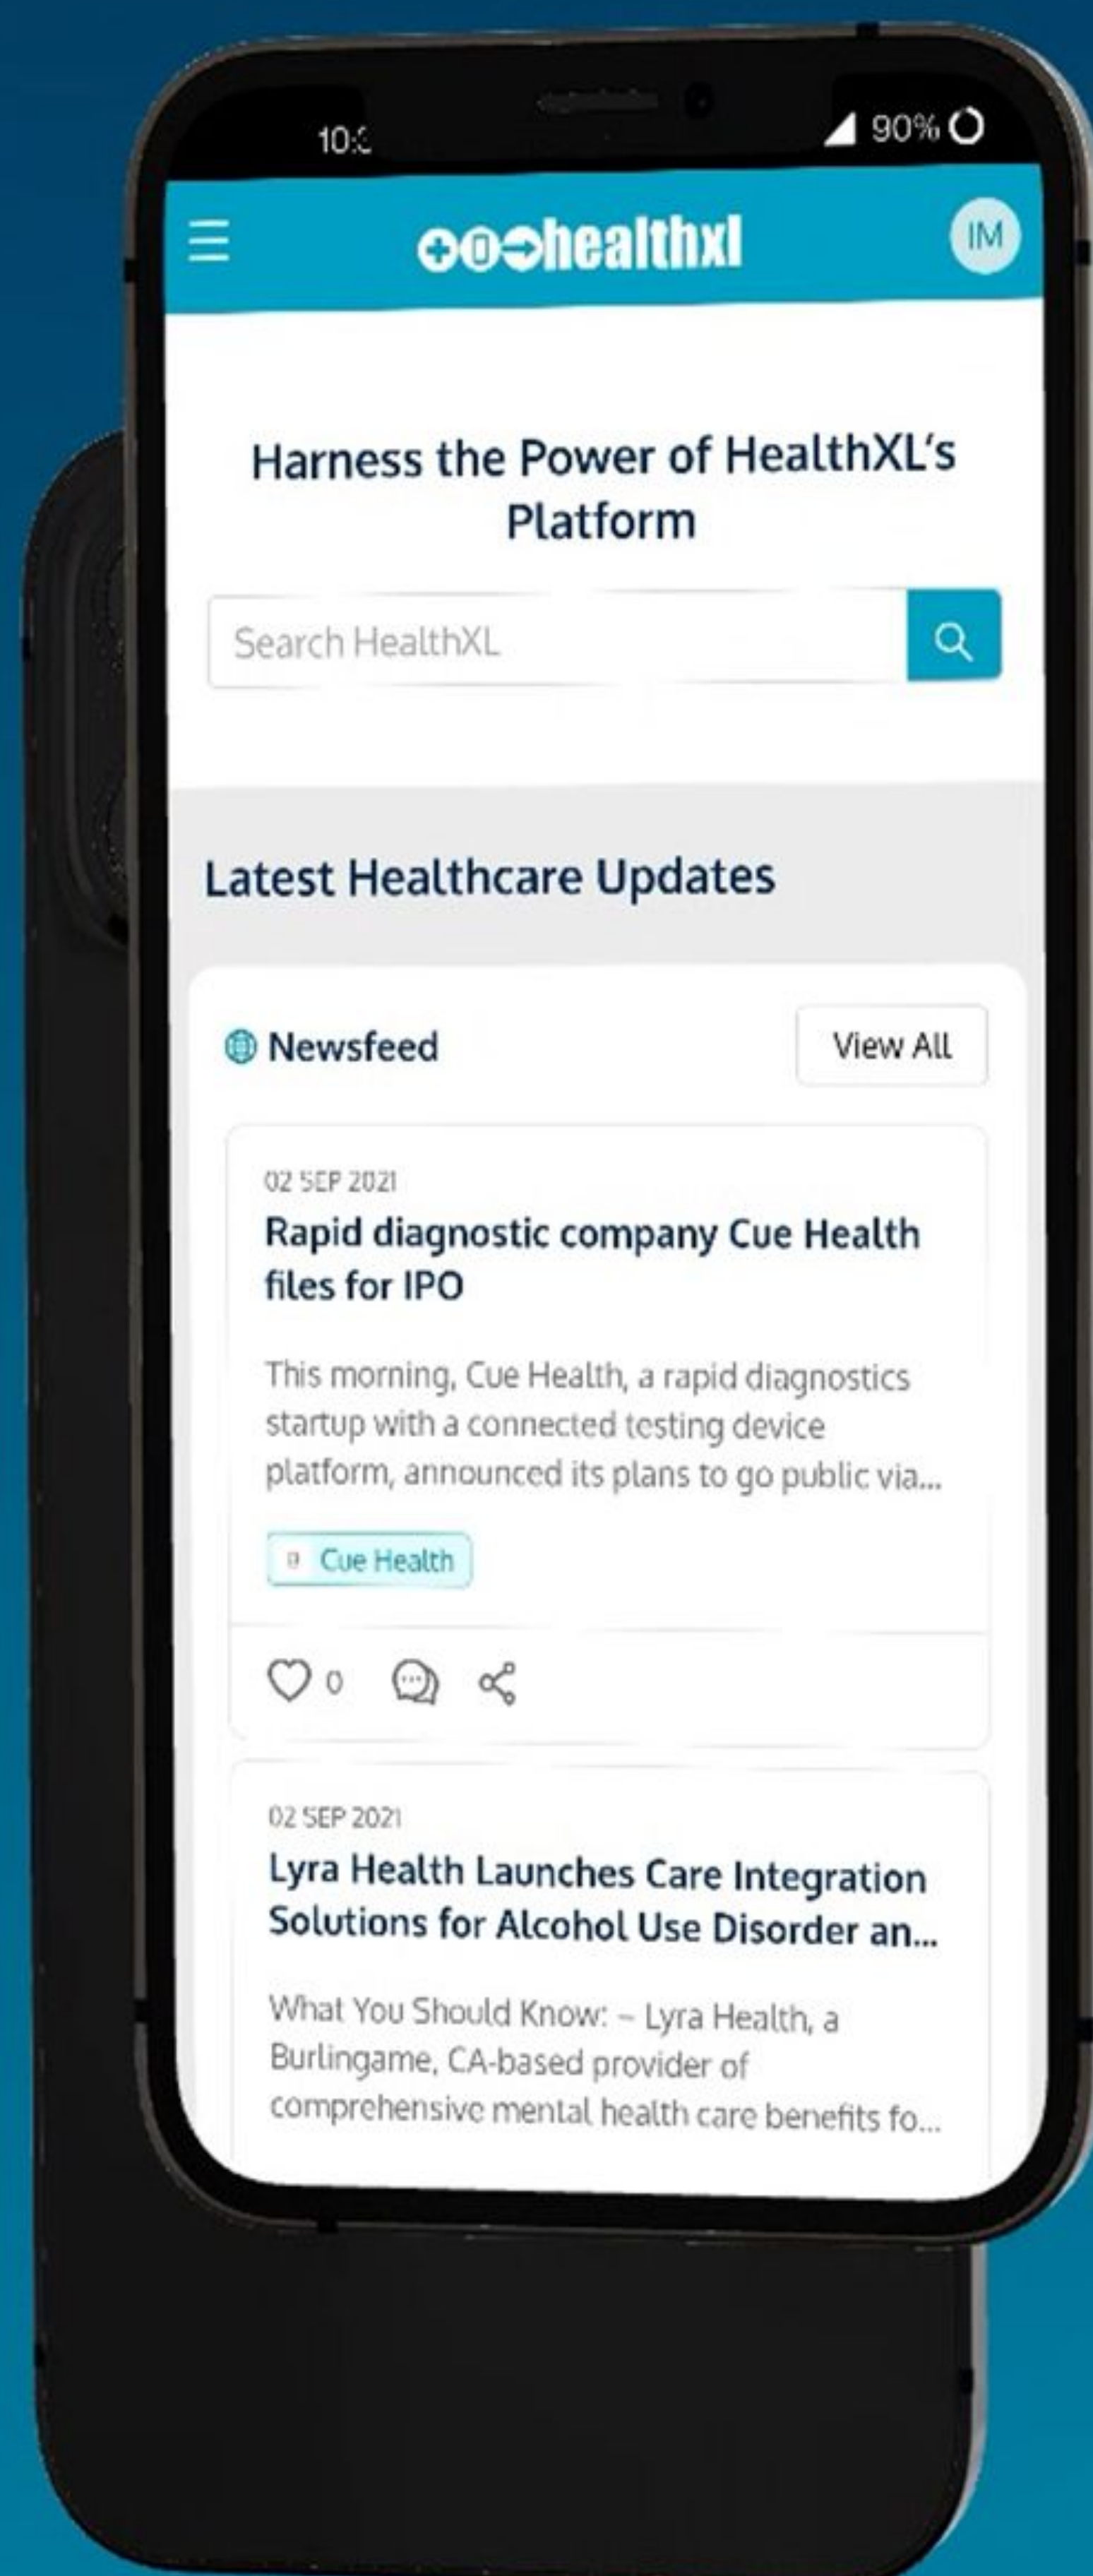 90%
healthxl
IM
Harness the Power of HealthXL‘s
Platform
Search HealthXL
Latest Healthcare Updates
Newsfeed
View All
02 SEP 2021
Rapid diagnostic company Cue Health
files for IPO
This morning, Cue Health, a rapid diagnostics
startup with a connected testing device
platform, announced its plans to go public via...
Cue Health
0
02 SEP 2021
Lyra Health Launches Care Integration
Solutions for Alcohol Use Disorder an...
What You Should Know: – Lyra Health, a
Burlingame, CA-based provider of
comprehensive mental health care benefits fo...